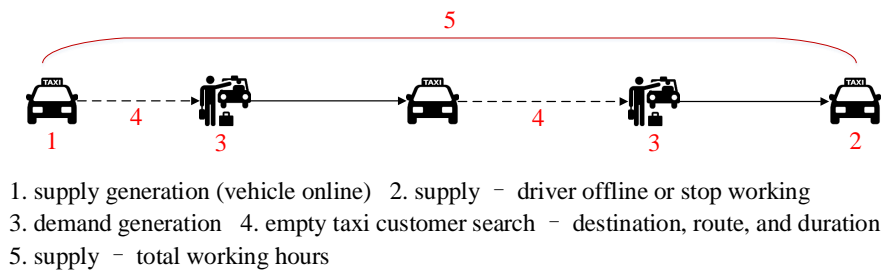 5
TAXI TAXI TAXI
4 4
1 3 3 2
1. supply generation (vehicle online) 2. supply - driver offline or stop working
3. demand generation 4. empty taxi customer search - destination, route, and duration
5. supply - total working hours